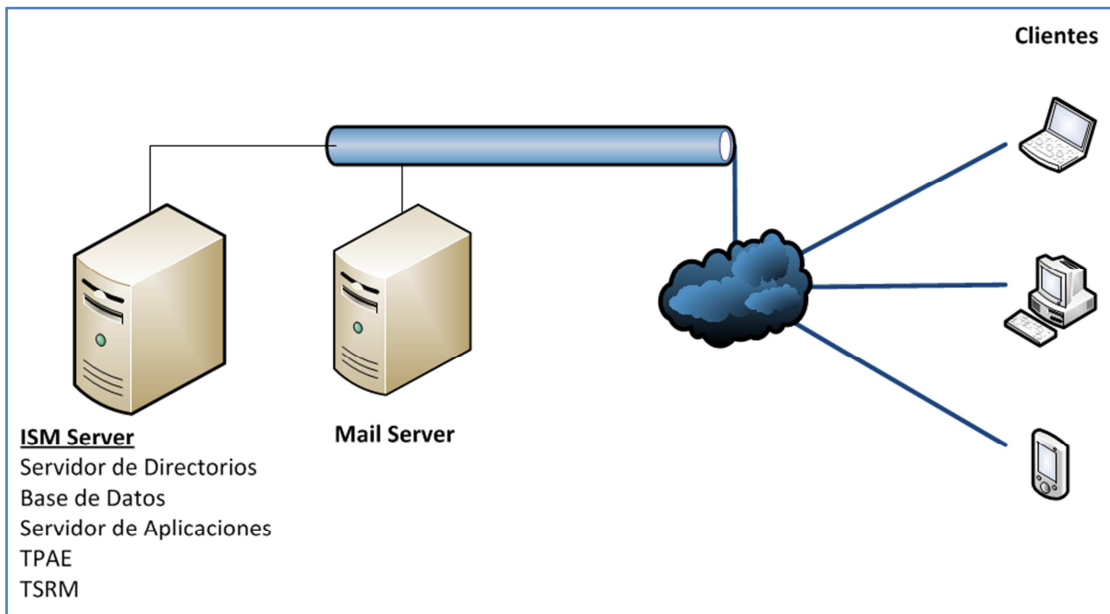 Clientes
ISM Server
Servidor de Directorios
Base de Datos
Servidor de Aplicaciones
TPAE
TSRM
Mail Server